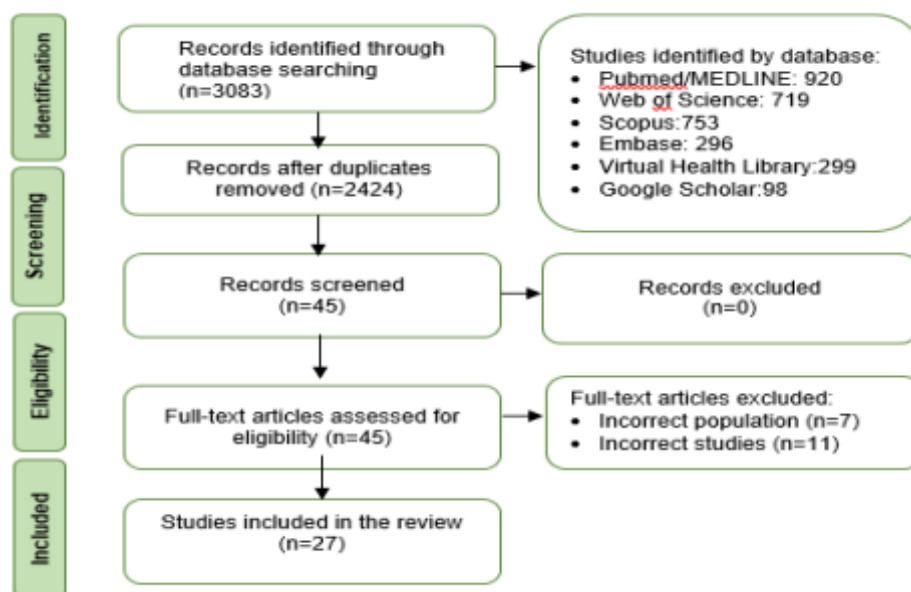 Identification
Records identified through
database searching
(n=3083)
Studies identified by database:
• Pubmed/MEDLINE: 920
• Web of Science: 719
• Scopus:753
• Embase: 296
• Virtual Health Library:299
• Google Scholar:98
Records after duplicates
removed (n=2424)
Screening
Records screened
(n=45)
Records excluded
(n=0)
Eligibility
Full-text articles assessed for
eligibility (n=45)
Full-text articles excluded:
• Incorrect population (n=7)
• Incorrect studies (n=11)
Included
Studies included in the review
(n=27)